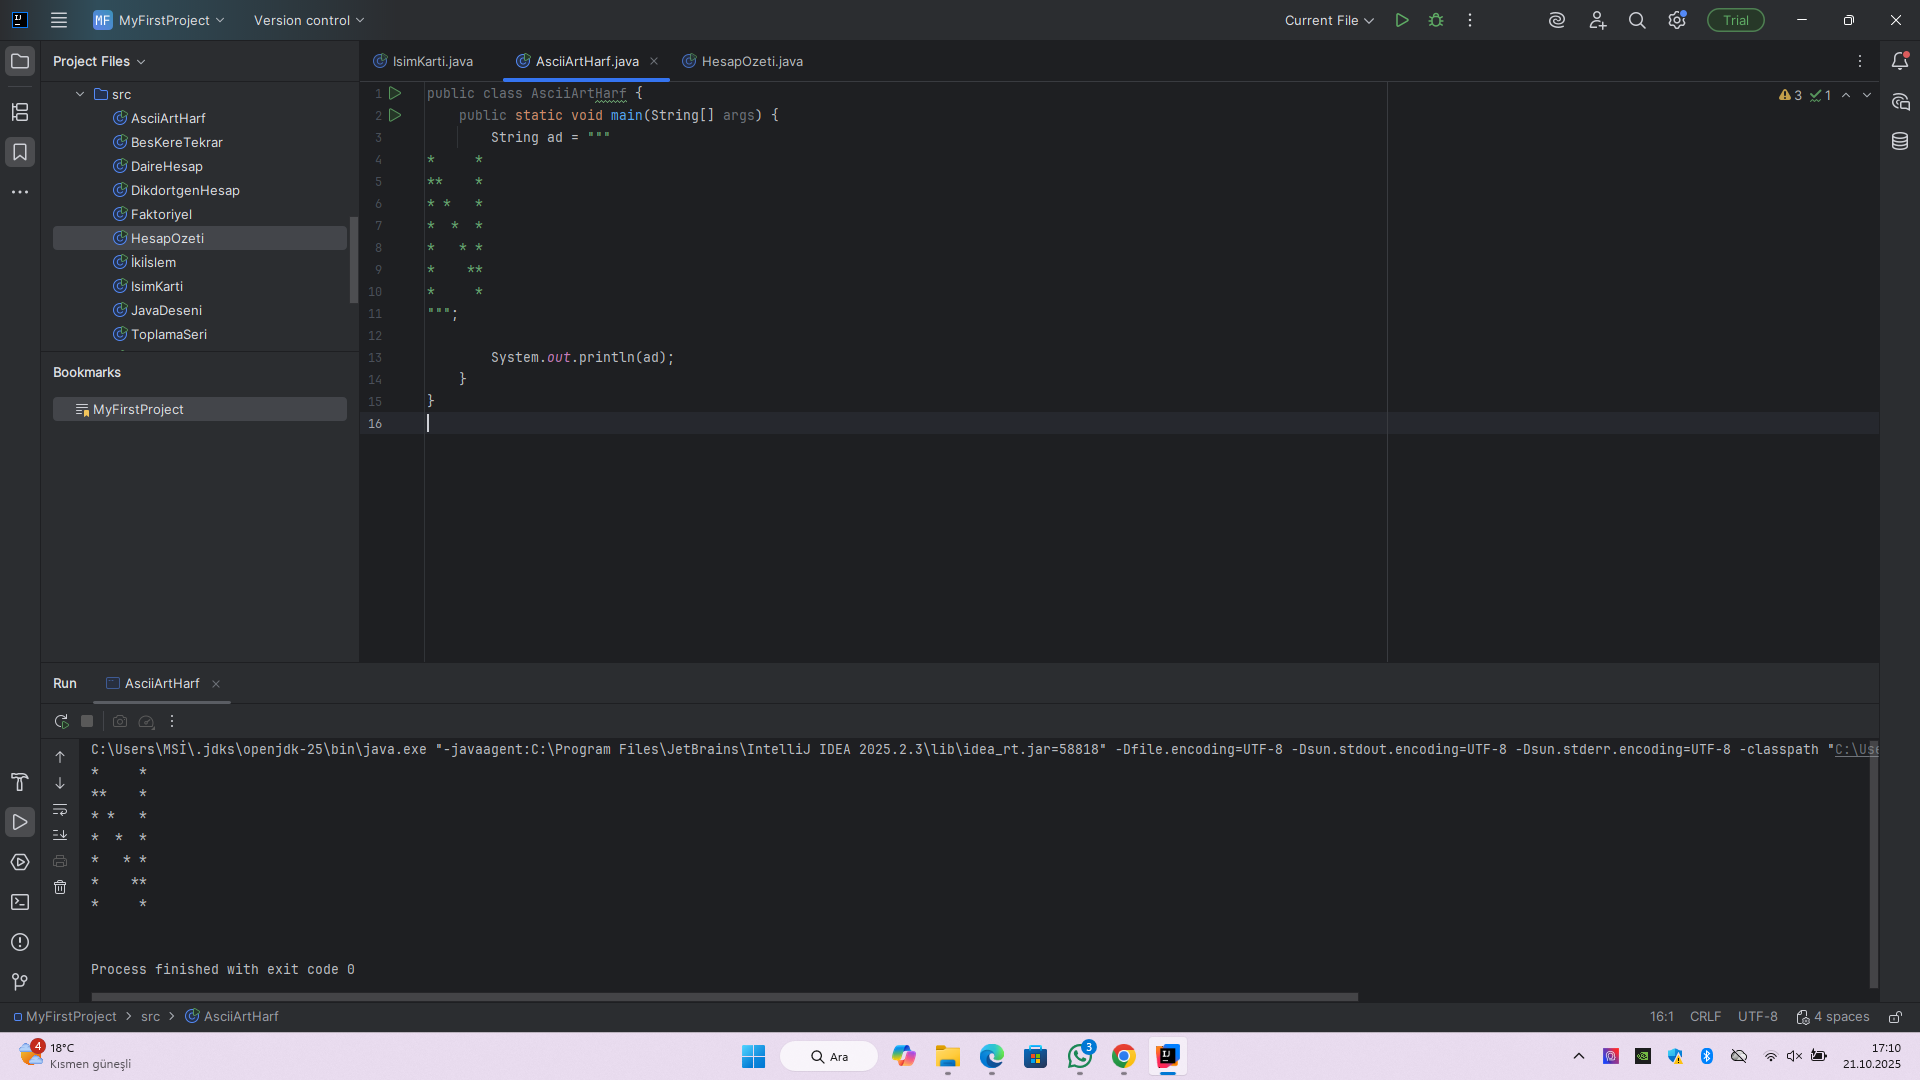 MF MyFirstProject
Version control
Current File
Trial
Project Files
src
AsciiArtHarf
BesKereTekrar
DaireHesap
DikdortgenHesap
Faktoriyel
HesapOzeti
İkiİslem
IsimKarti
JavaDeseni
ToplamaSeri
Bookmarks
MyFirstProject
IsimKarti.java
AsciiArtHarf.java
HesapOzeti.java
3 1
1 public class AsciiArtHarf {
2     public static void main(String[] args) {
3         String ad = """
4 *     *
5 **    *
6 * *   *
7 *  *  *
8 *   * *
9 *    **
10 *     *
11 """;
12
13         System.out.println(ad);
14     }
15 }
16
Run AsciiArtHarf
C:\Users\MSİ\.jdks\openjdk-25\bin\java.exe "-javaagent:C:\Program Files\JetBrains\IntelliJ IDEA 2025.2.3\lib\idea_rt.jar=58818" -Dfile.encoding=UTF-8 -Dsun.stdout.encoding=UTF-8 -Dsun.stderr.encoding=UTF-8 -classpath "C:\Use
*     *
**    *
* *   *
*  *  *
*   * *
*    **
*     *
Process finished with exit code 0
MyFirstProject > src > AsciiArtHarf
16:1 CRLF UTF-8 4 spaces
4
18°C
Kısmen güneşli
Ara
3
17:10
21.10.2025